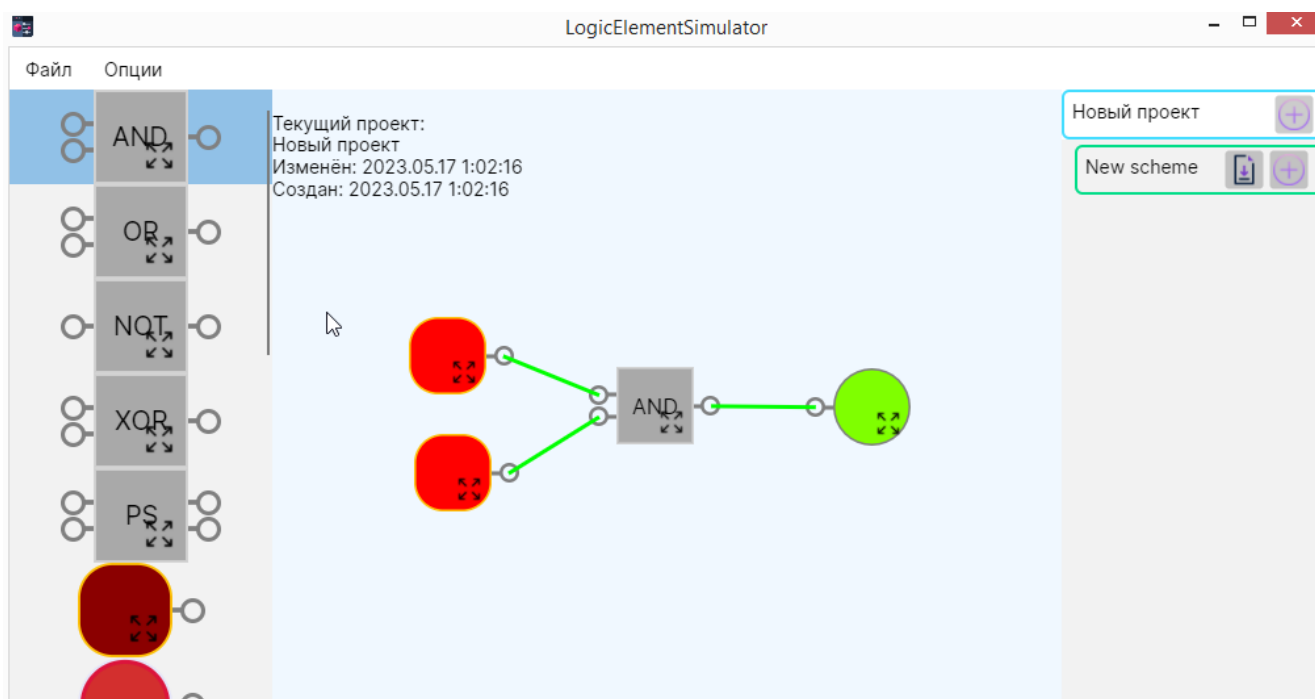 LogicElementSimulator
Файл Опции
AND
OR
NOT
XOR
PS
Текущий проект:
Новый проект
Изменён: 2023.05.17 1:02:16
Создан: 2023.05.17 1:02:16
AND
Новый проект
New scheme